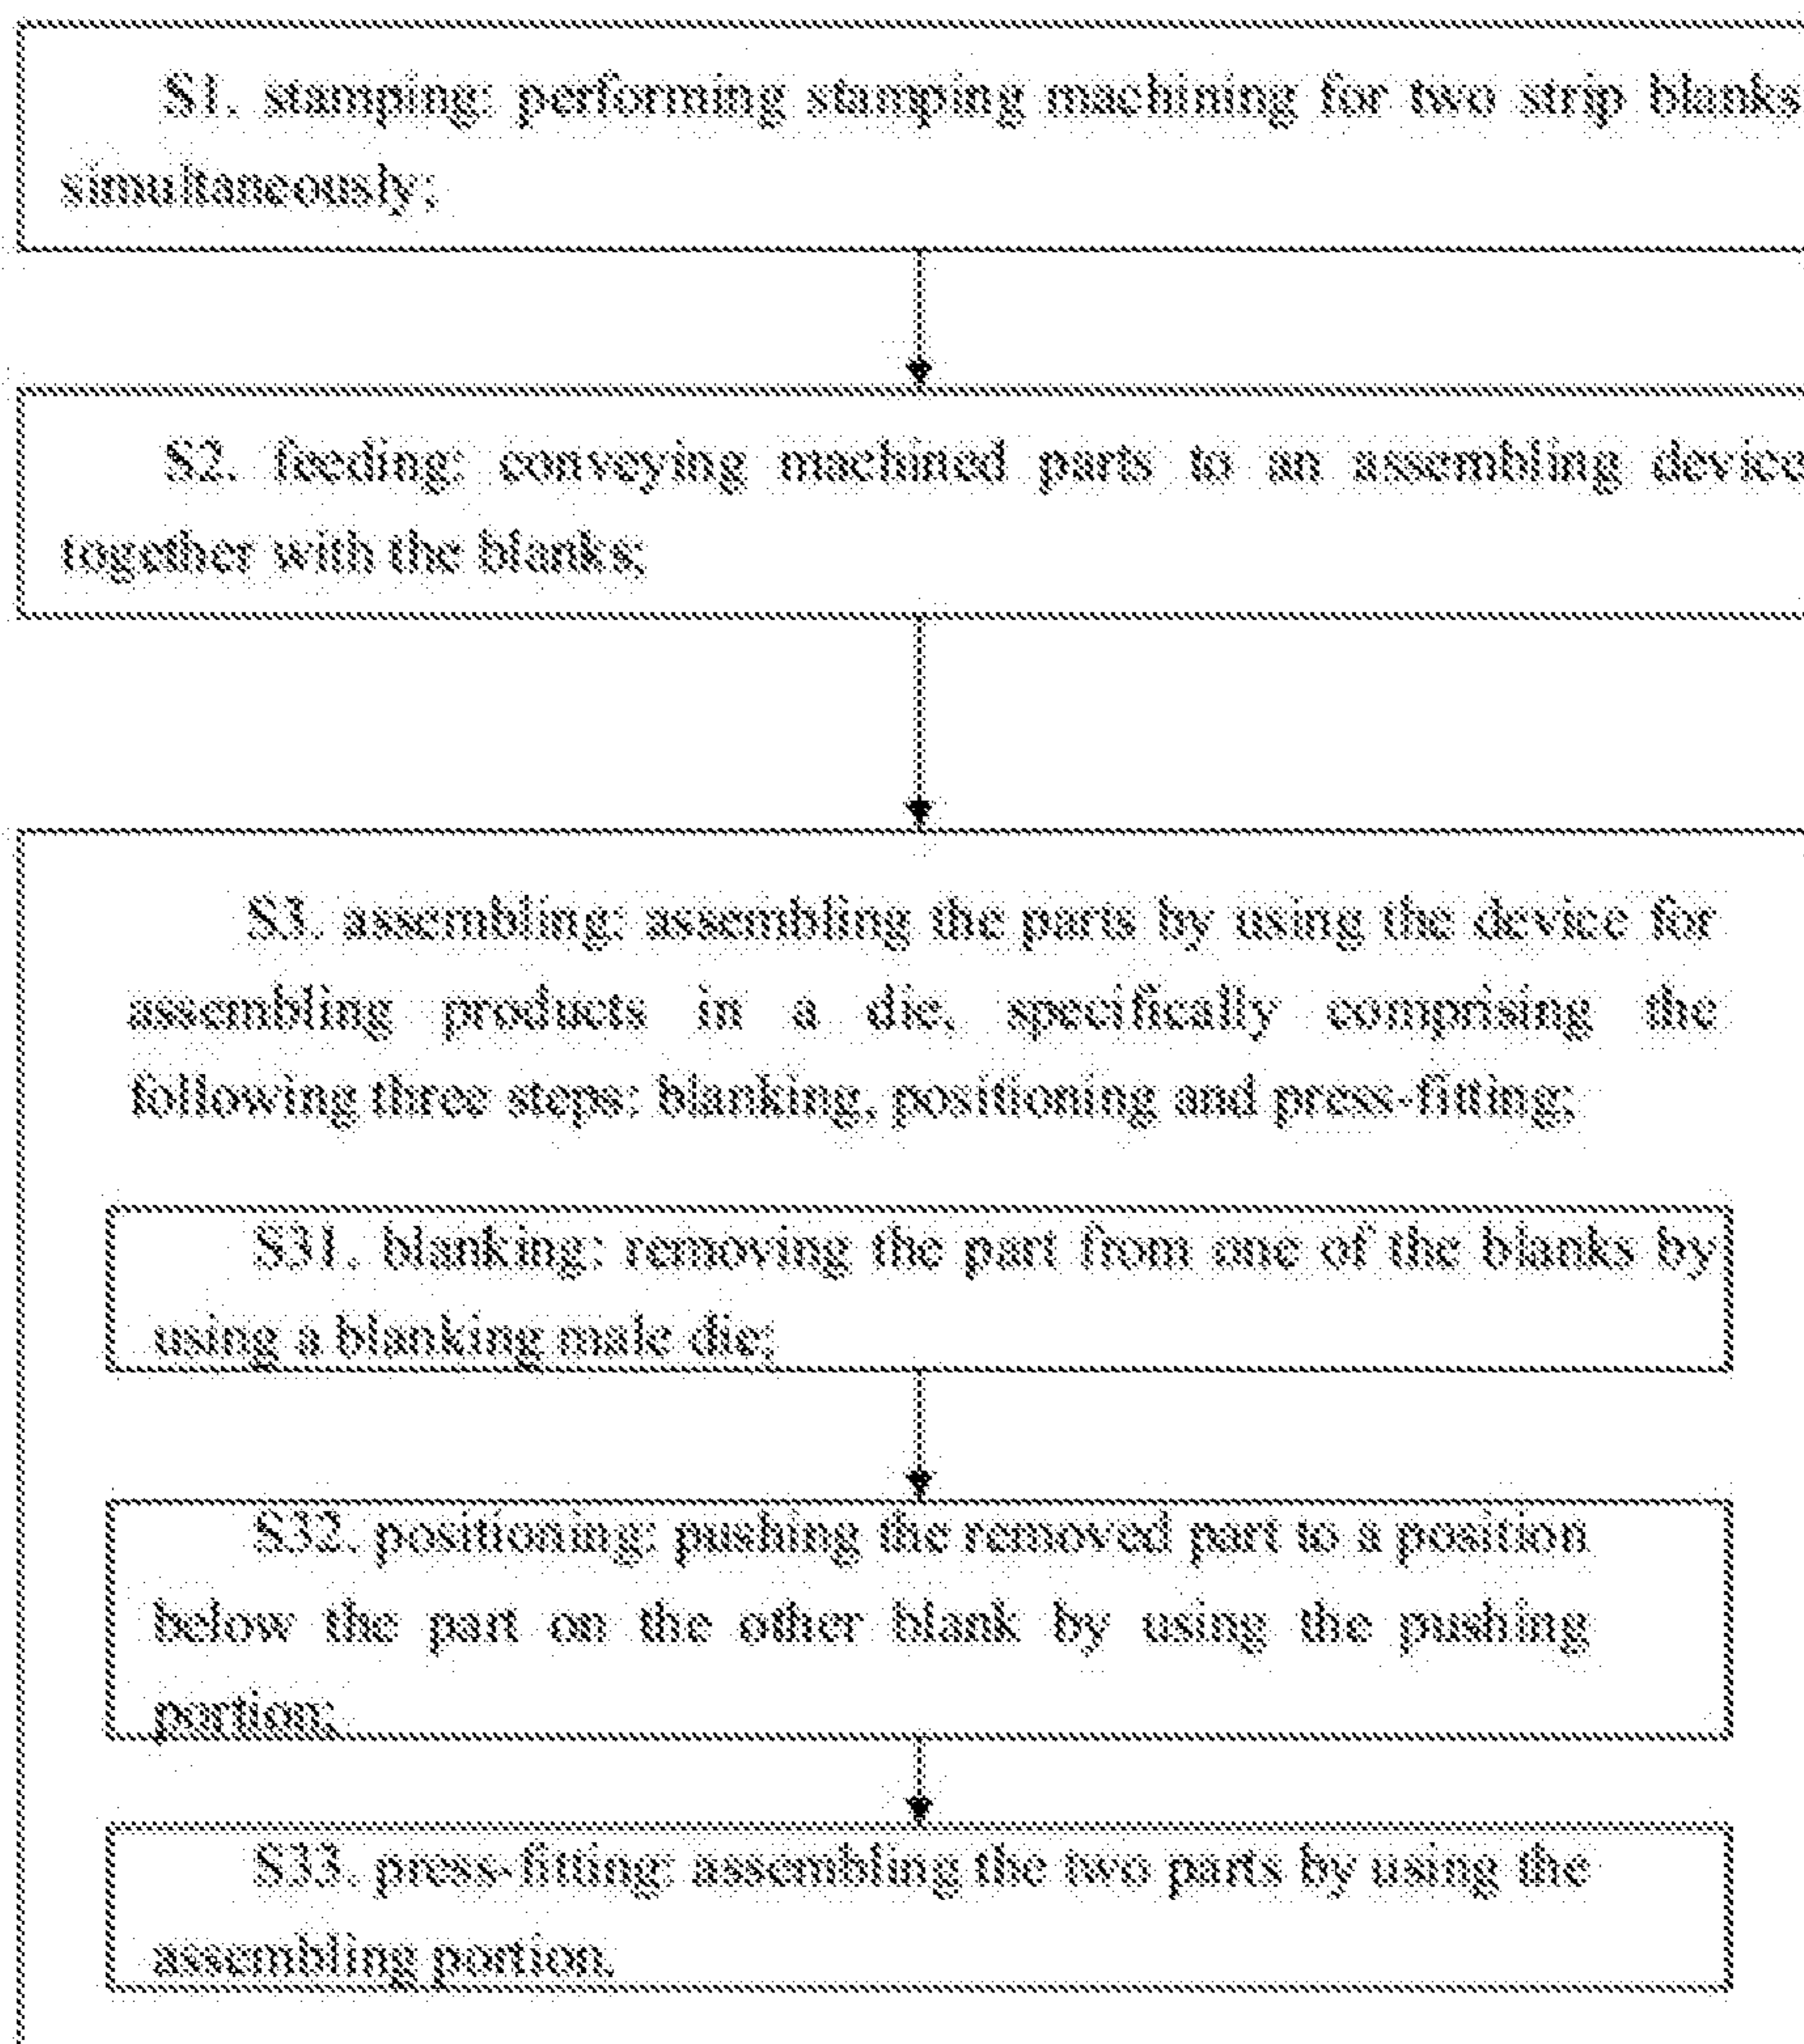 S1. stamping: performing stamping machining for two strip blanks
simultaneously;
S2. feeding: conveying machined parts to an assembling device
together with the blanks;
S3. assembling: assembling the parts by using the device for
assembling products in a die, specifically comprising the
following three steps: blanking, positioning and press-fitting;
S31. blanking: removing the part from one of the blanks by
using a blanking male die;
S32. positioning: pushing the removed part to a position
below the part on the other blank by using the pushing
portion;
S33. press-fitting: assembling the two parts by using the
assembling portion.